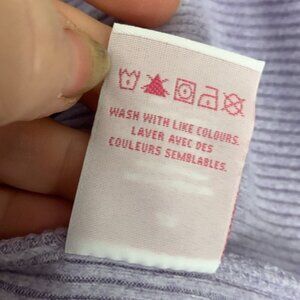 WASH WITH LIKE COLOURS.
LAVER AVEC DES
COULEURS SEMBLABLES.